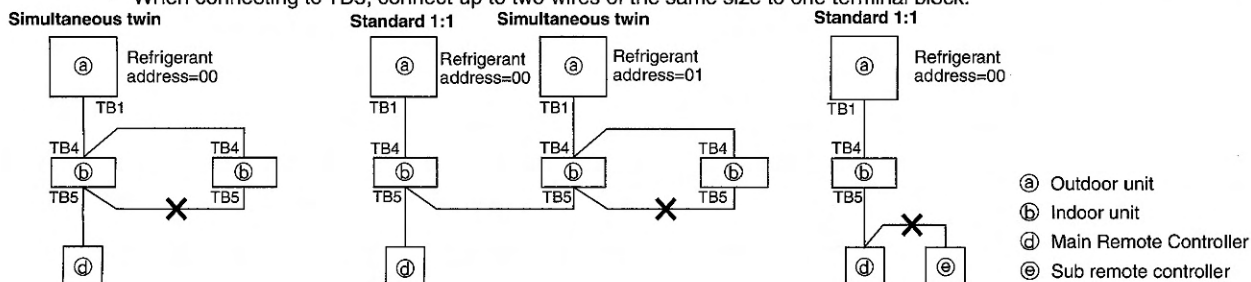 When connecting to TB5, connect up to two wires of the same size to one terminal block.
Simultaneous twin Standard 1:1 Simultaneous twin Standard 1:1
ⓐ Refrigerant address=00 ⓐ Refrigerant address=00 ⓐ Refrigerant address=01 ⓐ Refrigerant address=00
TB1 TB1 TB1 TB1
TB4 TB4 TB4 TB4 TB4 TB4
ⓑ ⓑ ⓑ ⓑ ⓑ ⓑ
TB5 TB5 TB5 TB5 TB5 TB5
ⓓ ⓓ ⓓ ⓔ
ⓐ Outdoor unit
ⓑ Indoor unit
ⓓ Main Remote Controller
ⓔ Sub remote controller